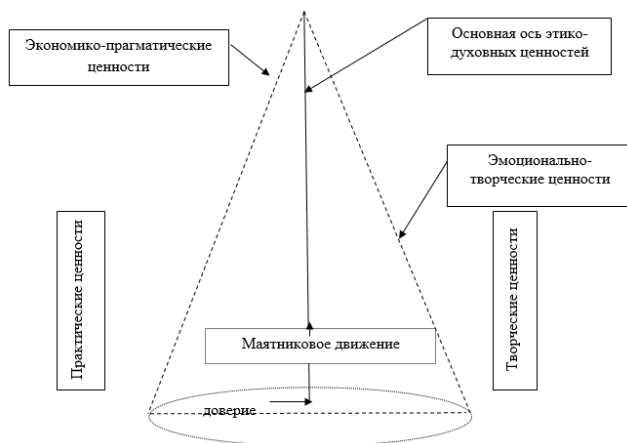 Экономико-прагматические
ценности
Основная ось этико-
духовных ценностей
Эмоционально-
творческие ценности
Практические ценности
Творческие ценности
Маятниковое движение
доверие